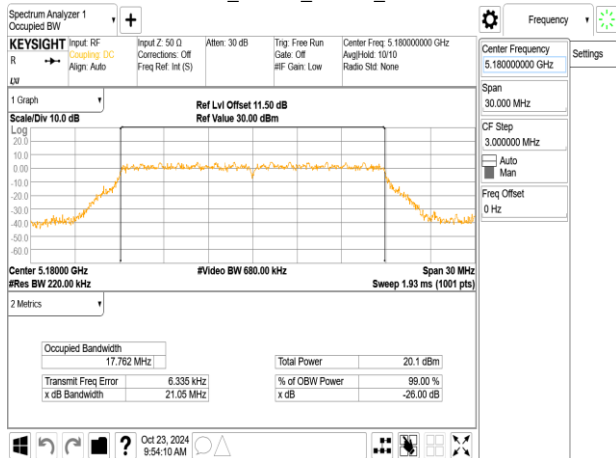 Spectrum Analyzer 1
Occupied BW
KEYSIGHT
R
LXI
Input: RF
Coupling: DC
Align: Auto
Input Z: 50 Ω
Corrections: Off
Freq Ref: Int (S)
Atten: 30 dB
Trig: Free Run
Gate: Off
#IF Gain: Low
Center Freq: 5.180000000 GHz
Avg|Hold: 10/10
Radio Std: None
1 Graph
Scale/Div 10.0 dB
Ref Lvl Offset 11.50 dB
Ref Value 30.00 dBm
Log
20.0
10.0
0.00
-10.0
-20.0
-30.0
-40.0
-50.0
-60.0
Center 5.18000 GHz
#Res BW 220.00 kHz
#Video BW 680.00 kHz
Span 30 MHz
Sweep 1.93 ms (1001 pts)
2 Metrics
Occupied Bandwidth
17.762 MHz
Transmit Freq Error 6.335 kHz
x dB Bandwidth 21.05 MHz
Total Power 20.1 dBm
% of OBW Power 99.00 %
x dB -26.00 dB
?
Oct 23, 2024
9:54:10 AM
Frequency
Center Frequency
5.180000000 GHz
Span
30.000 MHz
CF Step
3.000000 MHz
Auto
Man
Freq Offset
0 Hz
Settings